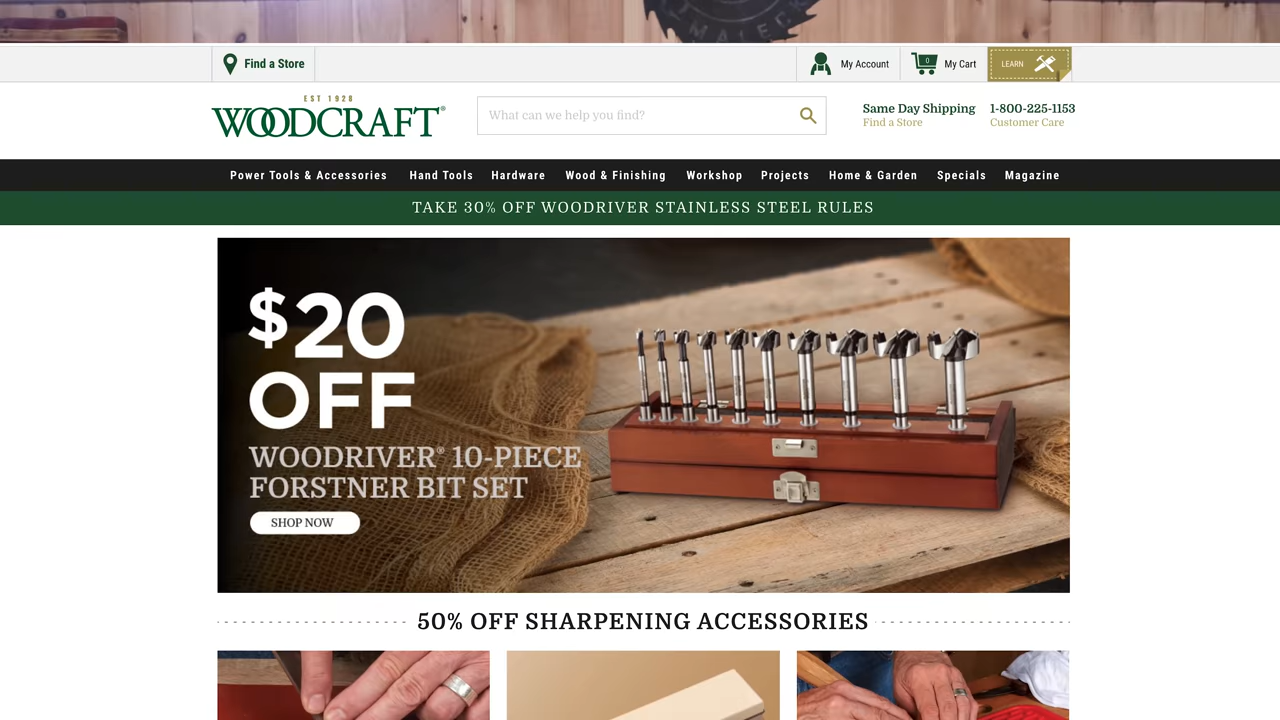 Find a Store
My Account
0
My Cart
LEARN
EST 1928
WOODCRAFT®
What can we help you find?
Same Day Shipping
Find a Store
1-800-225-1153
Customer Care
Power Tools & Accessories
Hand Tools
Hardware
Wood & Finishing
Workshop
Projects
Home & Garden
Specials
Magazine
TAKE 30% OFF WOODRIVER STAINLESS STEEL RULES
$20
OFF
WOODRIVER® 10-PIECE
FORSTNER BIT SET
SHOP NOW
50% OFF SHARPENING ACCESSORIES